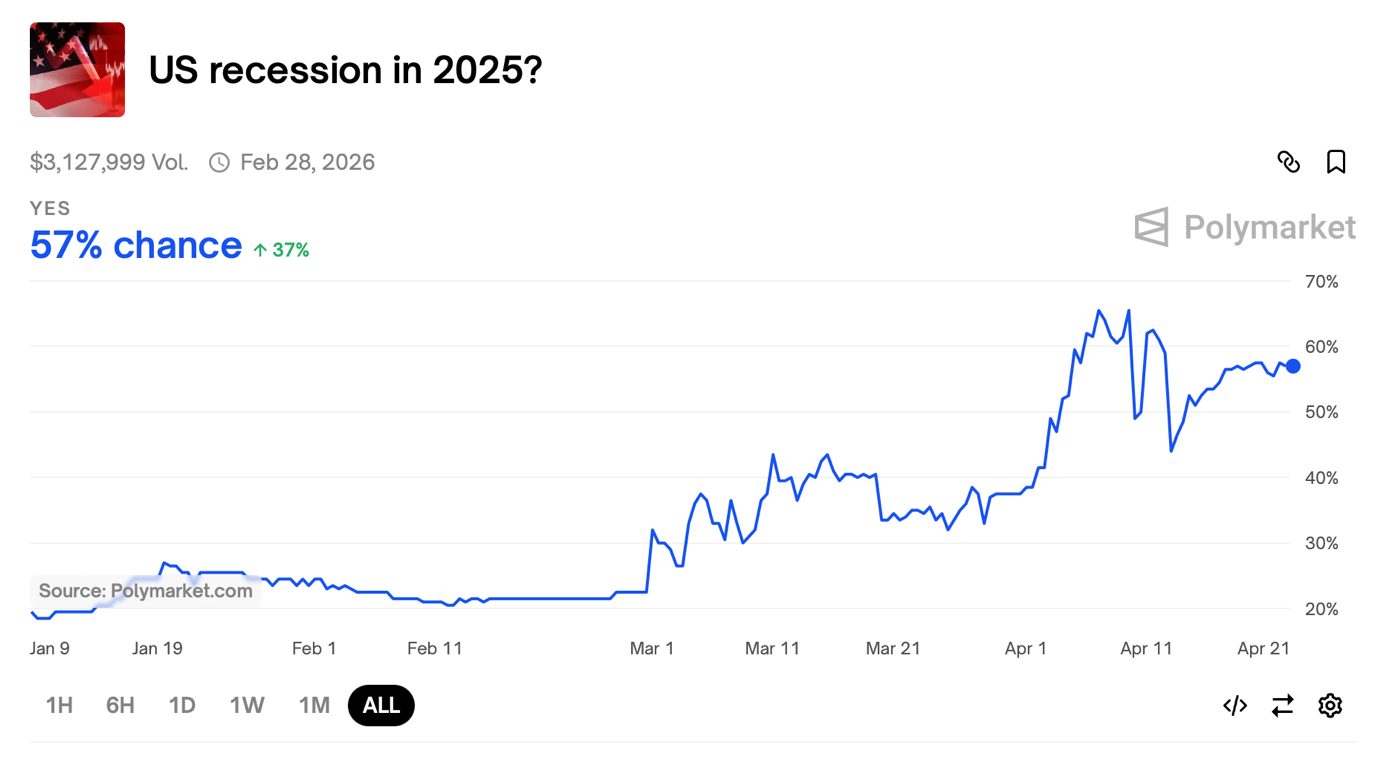 US recession in 2025?
$3,127,999 Vol. Feb 28, 2026
YES
57% chance ↑ 37%
Polymarket
70%
60%
50%
40%
30%
20%
Source: Polymarket.com
Jan 9 Jan 19 Feb 1 Feb 11 Mar 1 Mar 11 Mar 21 Apr 1 Apr 11 Apr 21
1H 6H 1D 1W 1M ALL